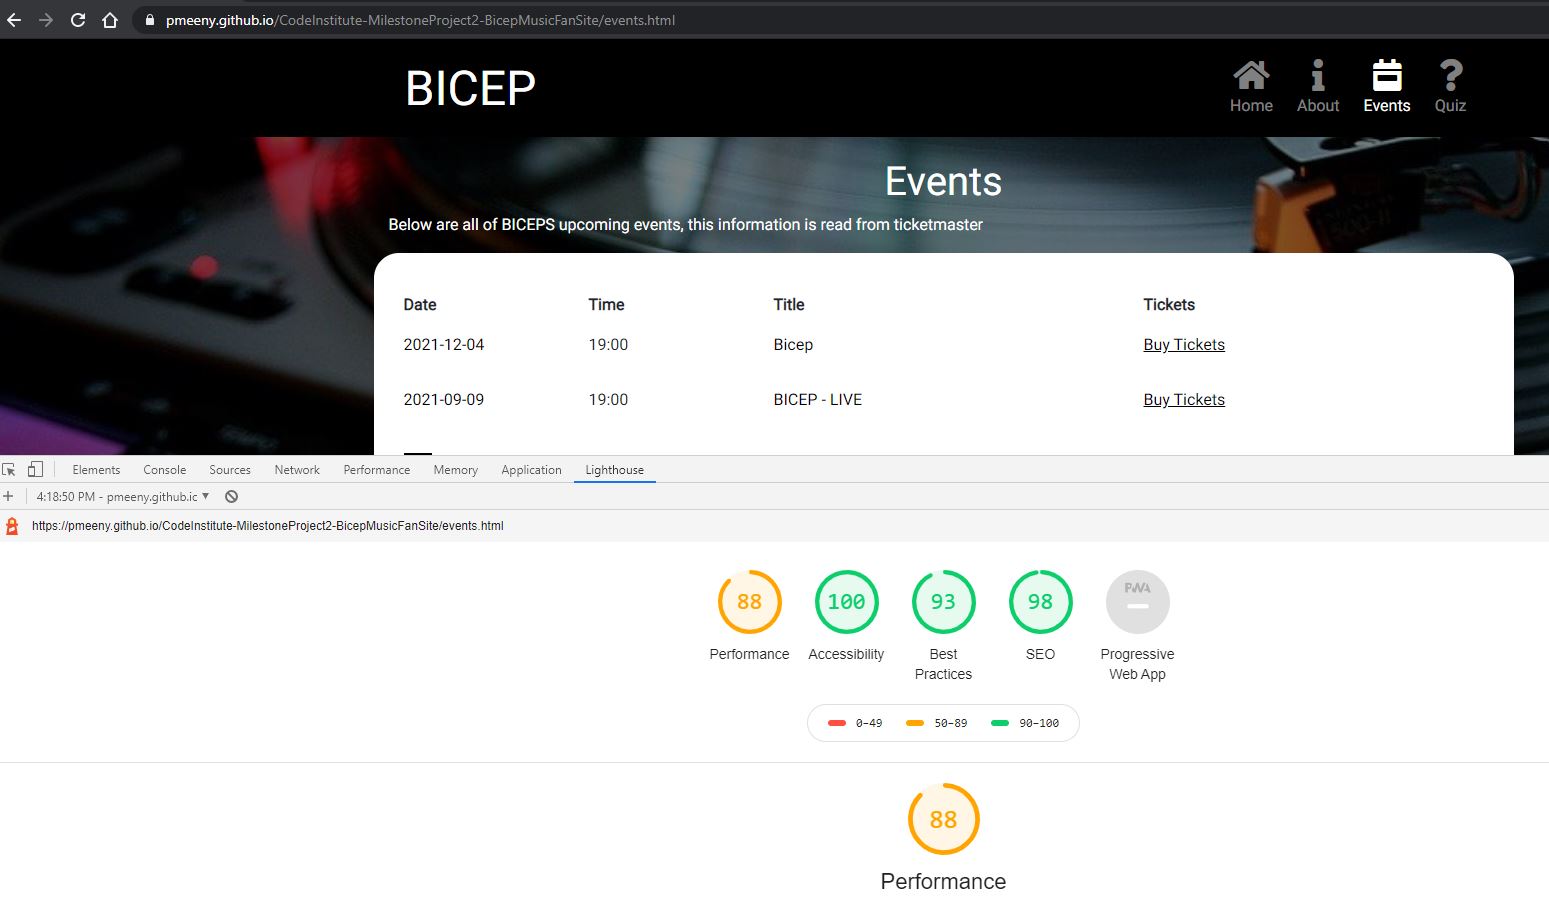 pmeeny.github.io/CodeInstitute-MilestoneProject2-BicepMusicFanSite/events.html
BICEP
Home About Events Quiz
Events
Below are all of BICEPS upcoming events, this information is read from ticketmaster
Date Time Title Tickets
2021-12-04 19:00 Bicep Buy Tickets
2021-09-09 19:00 BICEP - LIVE Buy Tickets
Elements Console Sources Network Performance Memory Application Lighthouse
4:18:50 PM - pmeeny.github.ic
https://pmeeny.github.io/CodeInstitute-MilestoneProject2-BicepMusicFanSite/events.html
88 100 93 98 PWA
Performance Accessibility Best Practices SEO Progressive Web App
0–49 50–89 90–100
88
Performance